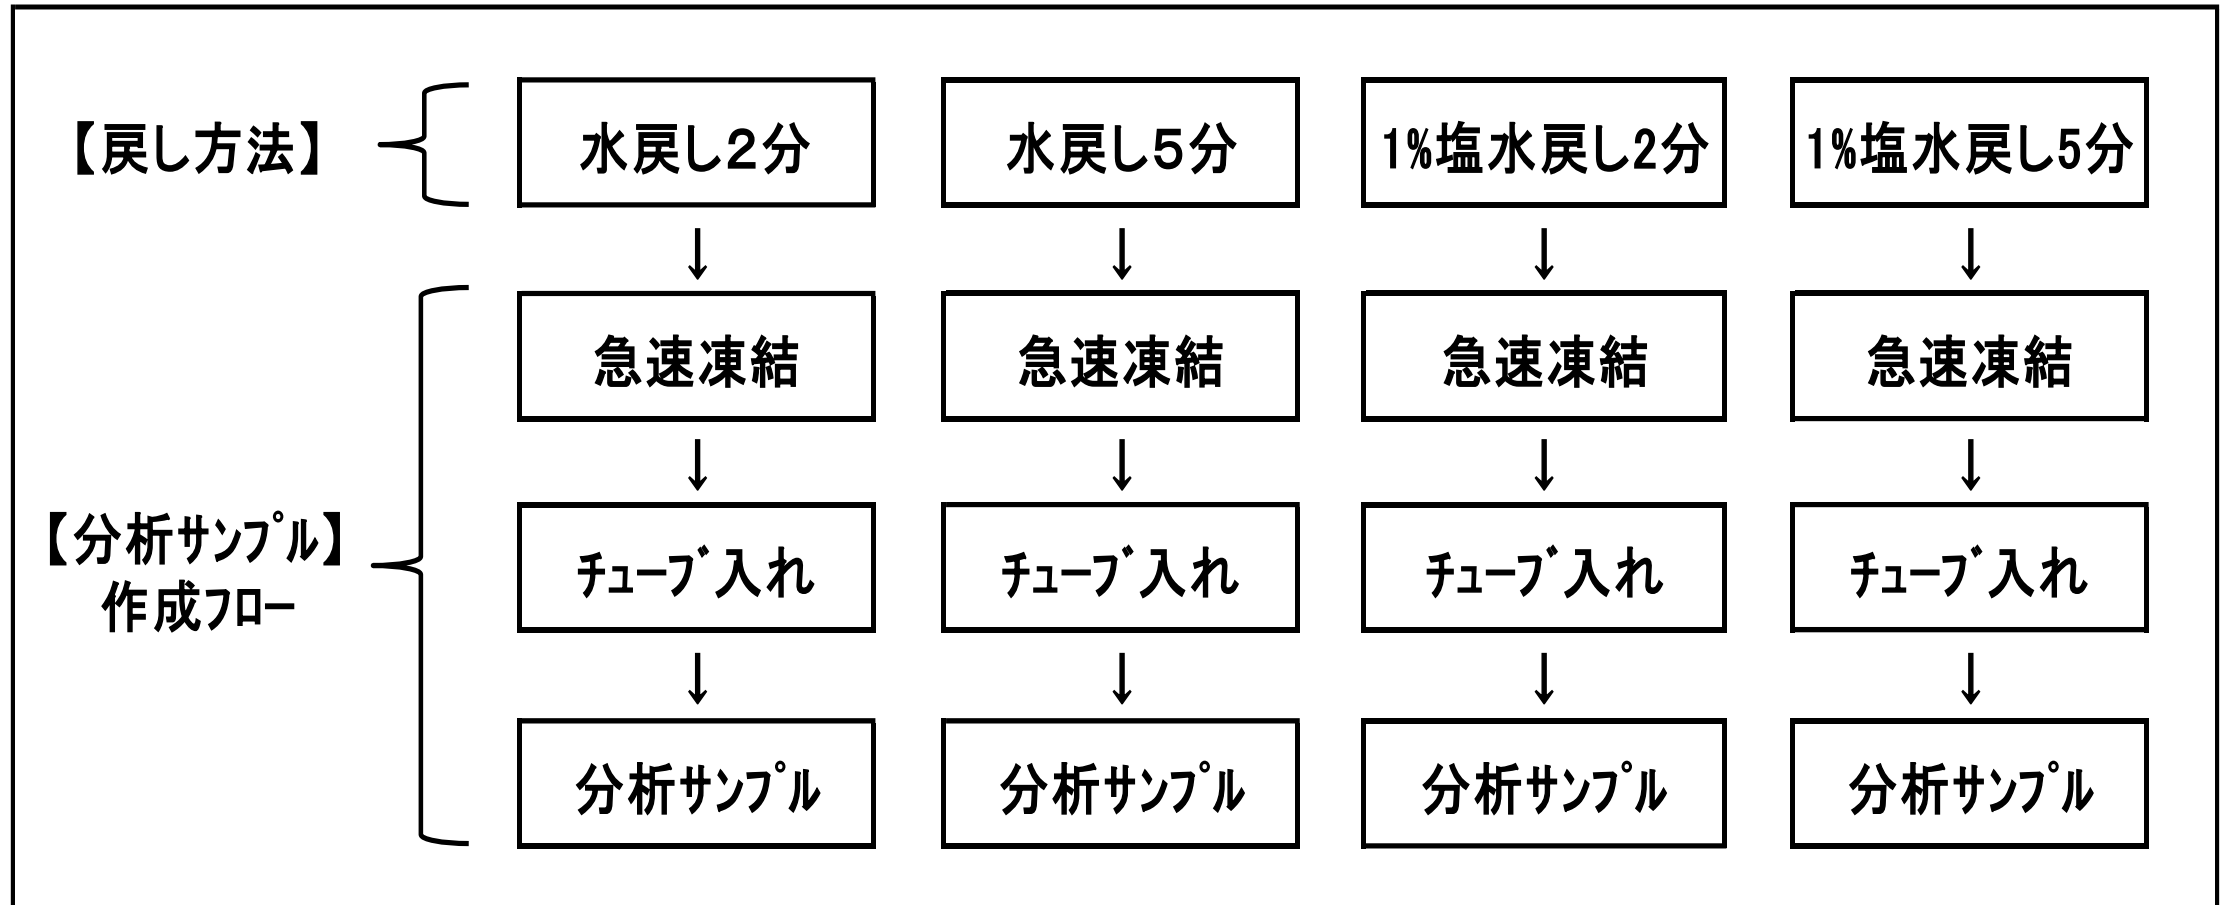 【戻し方法】
水戻し2分
水戻し5分
1%塩水戻し2分
1%塩水戻し5分
↓ ↓ ↓ ↓
急速凍結
急速凍結
急速凍結
急速凍結
↓ ↓ ↓ ↓
【分析サンプル】
作成フロー
チューブ入れ
チューブ入れ
チューブ入れ
チューブ入れ
↓ ↓ ↓ ↓
分析サンプル
分析サンプル
分析サンプル
分析サンプル